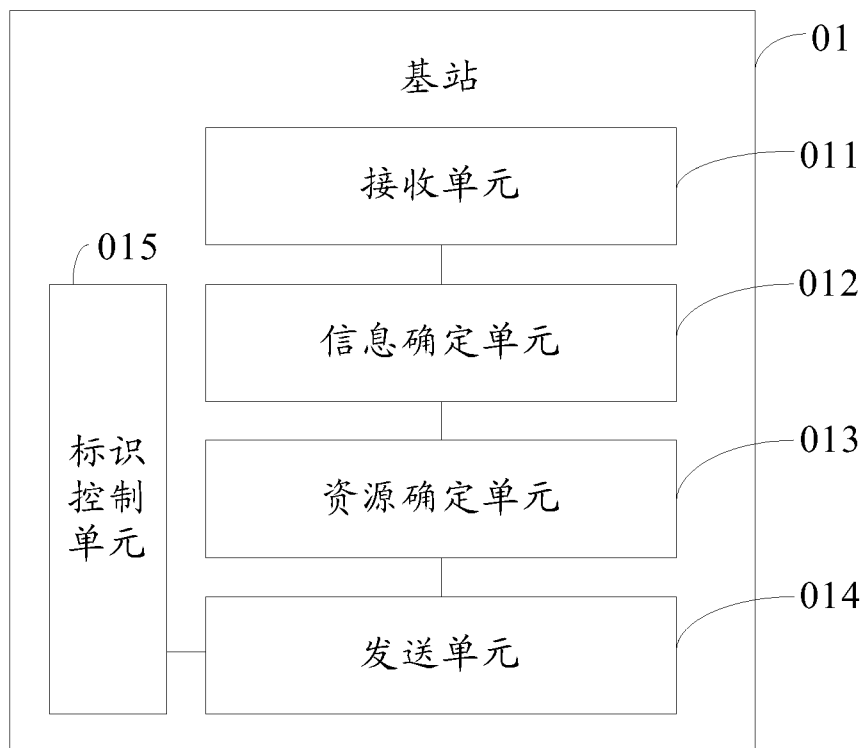 01
基站
011
接收单元
015
012
信息确定单元
013
标识
控制
单元
资源确定单元
014
发送单元